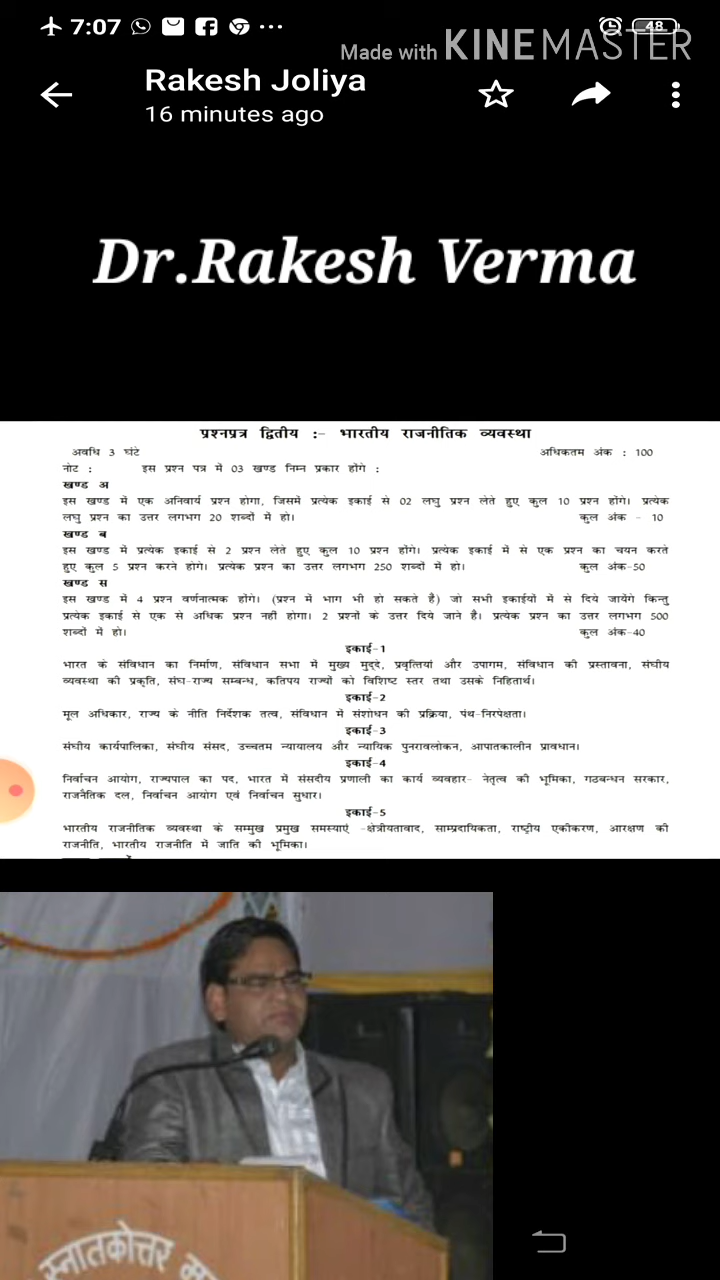 7:07
48
Made with KINEMASTER
Rakesh Joliya
16 minutes ago
Dr.Rakesh Verma
प्रश्नपत्र द्वितीय :- भारतीय राजनीतिक व्यवस्था
अवधि 3 घंटे अधिकतम अंक : 100
नोट : इस प्रश्न पत्र में 03 खण्ड निम्न प्रकार होंगे :
खण्ड अ
इस खण्ड में एक अनिवार्य प्रश्न होगा, जिसमें प्रत्येक इकाई से 02 लघु प्रश्न लेते हुए कुल 10 प्रश्न होंगे। प्रत्येक
लघु प्रश्न का उत्तर लगभग 20 शब्दों में हो। कुल अंक - 10
खण्ड ब
इस खण्ड में प्रत्येक इकाई से 2 प्रश्न लेते हुए कुल 10 प्रश्न होंगे। प्रत्येक इकाई में से एक प्रश्न का चयन करते
हुए कुल 5 प्रश्न करने होंगे। प्रत्येक प्रश्न का उत्तर लगभग 250 शब्दों में हो। कुल अंक-50
खण्ड स
इस खण्ड में 4 प्रश्न वर्णनात्मक होंगे। (प्रश्न में भाग भी हो सकते है) जो सभी इकाईयों में से दिये जायेंगे किन्तु
प्रत्येक इकाई से एक से अधिक प्रश्न नहीं होगा। 2 प्रश्नों के उत्तर दिये जाने है। प्रत्येक प्रश्न का उत्तर लगभग 500
शब्दों में हो। कुल अंक-40
इकाई-1
भारत के संविधान का निर्माण, संविधान सभा में मुख्य मुद्दे, प्रवृत्तियां और उपागम, संविधान की प्रस्तावना, संघीय
व्यवस्था की प्रकृति, संघ-राज्य सम्बन्ध, कतिपय राज्यों को विशिष्ट स्तर तथा उसके निहितार्थ।
इकाई-2
मूल अधिकार, राज्य के नीति निर्देशक तत्व, संविधान में संशोधन की प्रक्रिया, पंथ-निरपेक्षता।
इकाई-3
संघीय कार्यपालिका, संघीय संसद, उच्चतम न्यायालय और न्यायिक पुनरावलोकन, आपातकालीन प्रावधान।
इकाई-4
निर्वाचन आयोग, राज्यपाल का पद, भारत में संसदीय प्रणाली का कार्य व्यवहार- नेतृत्व की भूमिका, गठबन्धन सरकार,
राजनैतिक दल, निर्वाचन आयोग एवं निर्वाचन सुधार।
इकाई-5
भारतीय राजनीतिक व्यवस्था के सम्मुख प्रमुख समस्याएं -क्षेत्रीयतावाद, साम्प्रदायिकता, राष्ट्रीय एकीकरण, आरक्षण की
राजनीति, भारतीय राजनीति में जाति की भूमिका।
स्नातकोत्तर